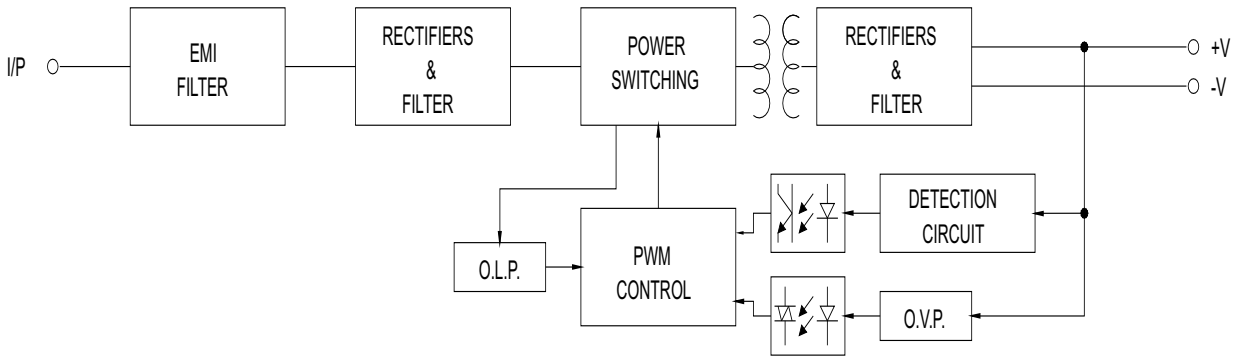 I/P
EMI
FILTER
RECTIFIERS
&
FILTER
POWER
SWITCHING
RECTIFIERS
&
FILTER
+V
-V
O.L.P.
PWM
CONTROL
DETECTION
CIRCUIT
O.V.P.